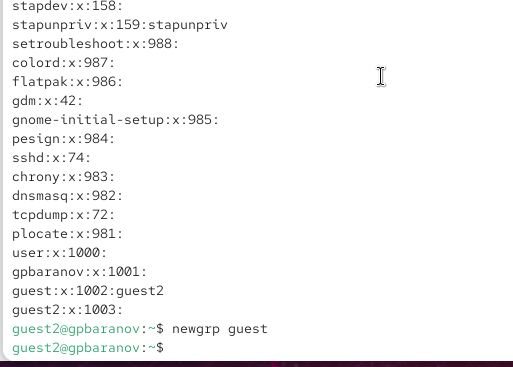 stapdev:x:158:
stapunpriv:x:159:stapunpriv
setroubleshoot:x:988:
colord:x:987:
flatpak:x:986:
gdm:x:42:
gnome-initial-setup:x:985:
pesign:x:984:
sshd:x:74:
chrony:x:983:
dnsmasq:x:982:
tcpdump:x:72:
plocate:x:981:
user:x:1000:
gpbaranov:x:1001:
guest:x:1002:guest2
guest2:x:1003:
guest2@gpbaranov:~$ newgrp guest
guest2@gpbaranov:~$